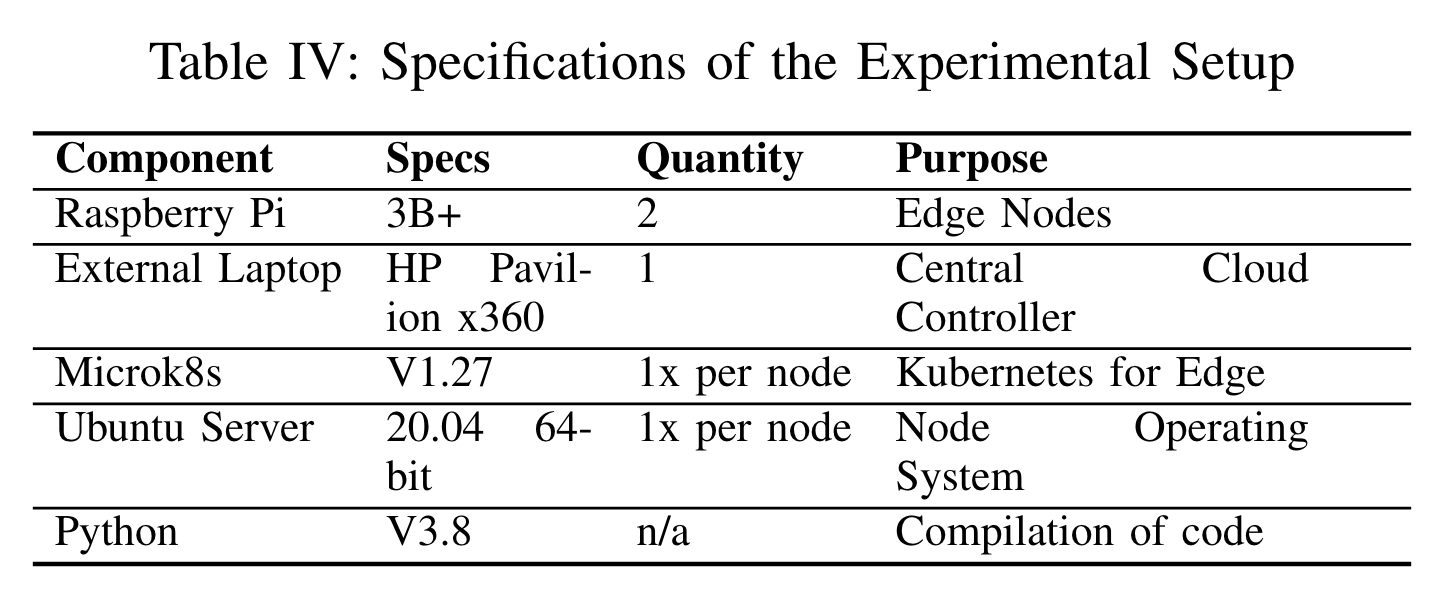 Table IV: Specifications of the Experimental Setup
Component Specs Quantity Purpose
Raspberry Pi 3B+ 2 Edge Nodes
External Laptop HP Pavil- 1 Central Cloud
ion x360 Controller
Microk8s V1.27 1x per node Kubernetes for Edge
Ubuntu Server 20.04 64- 1x per node Node Operating
bit System
Python V3.8 n/a Compilation of code